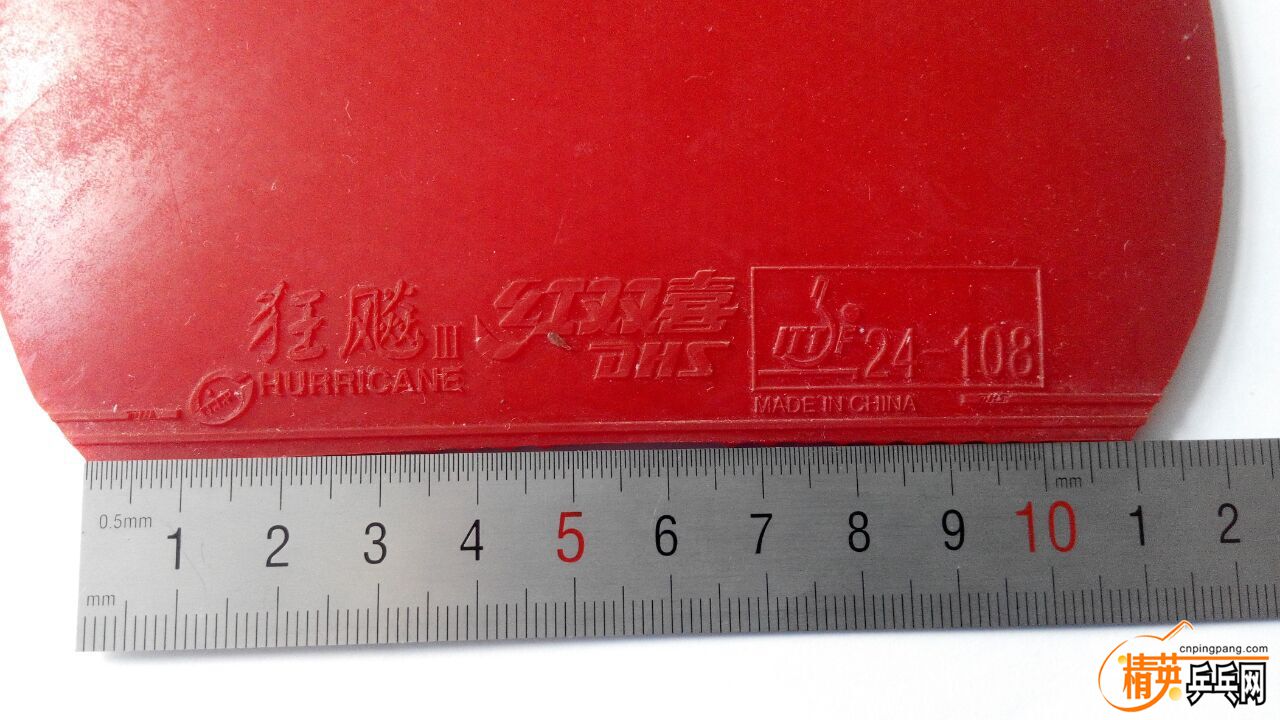 狂飚III
HURRICANE
红双喜
DHS
ITTF 24-108
MADE IN CHINA
DHS
mm
0.5mm
1 2 3 4 5 6 7 8 9 10 1 2
mm
cnpingpang.com
精英乒乓网